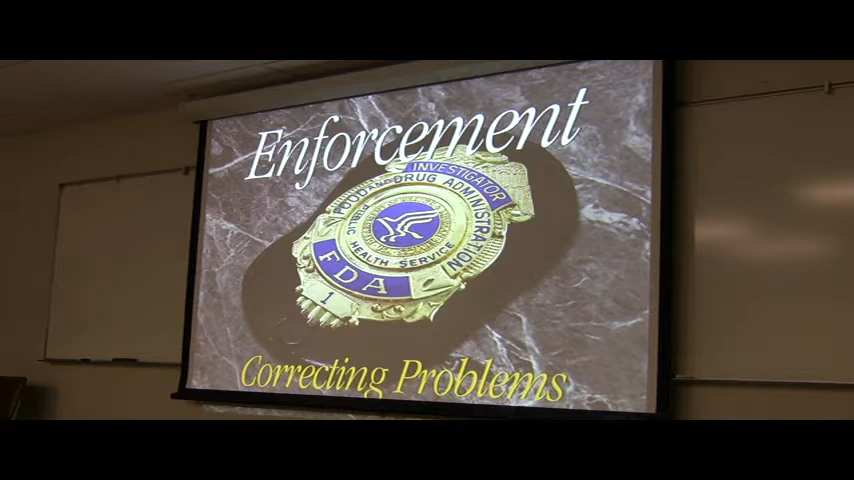 Enforcement
INVESTIGATOR
FOOD AND DRUG ADMINISTRATION
PUBLIC HEALTH SERVICE
FDA
1
Correcting Problems